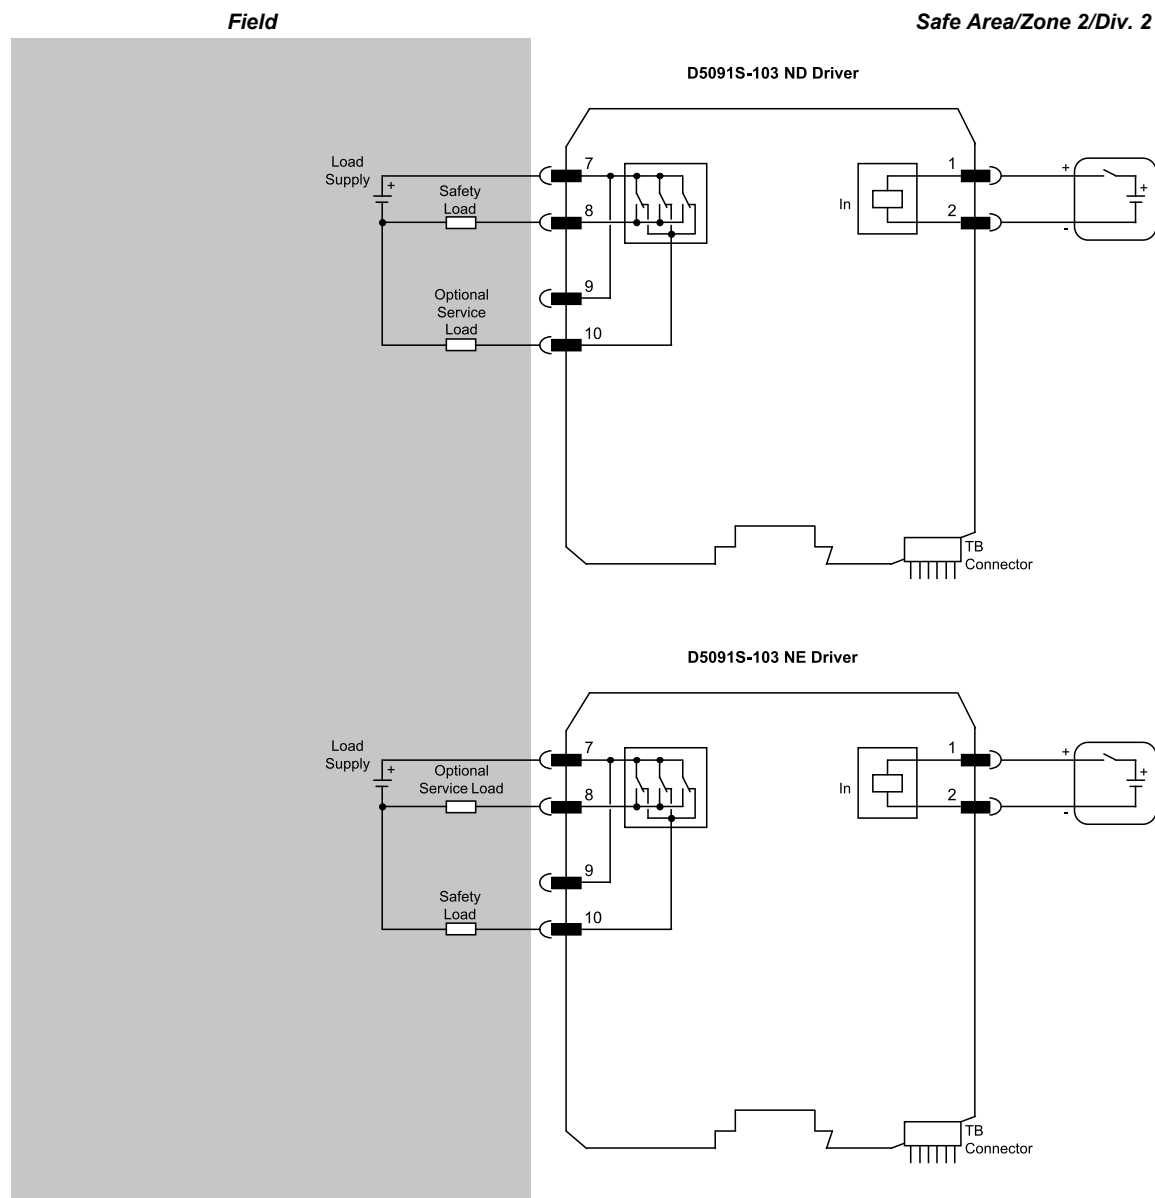 Field
Safe Area/Zone 2/Div. 2
D5091S-103 ND Driver
Load
Supply
+
Safety
Load
7
8
9
10
Optional
Service
Load
In
1
2
+
-
+
TB
Connector
D5091S-103 NE Driver
Load
Supply
+
Optional
Service Load
7
8
9
10
Safety
Load
In
1
2
+
-
+
TB
Connector